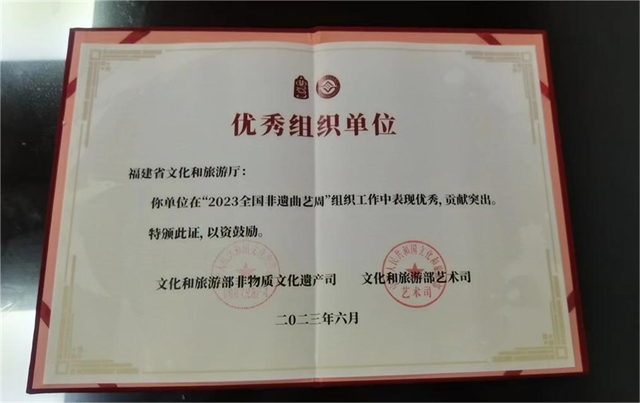 优秀组织单位
福建省文化和旅游厅：
你单位在“2023全国非遗曲艺周”组织工作中表现优秀，贡献突出。
特颁此证，以资鼓励。
文化和旅游部非物质文化遗产司 文化和旅游部艺术司
艺术司
二〇二三年六月